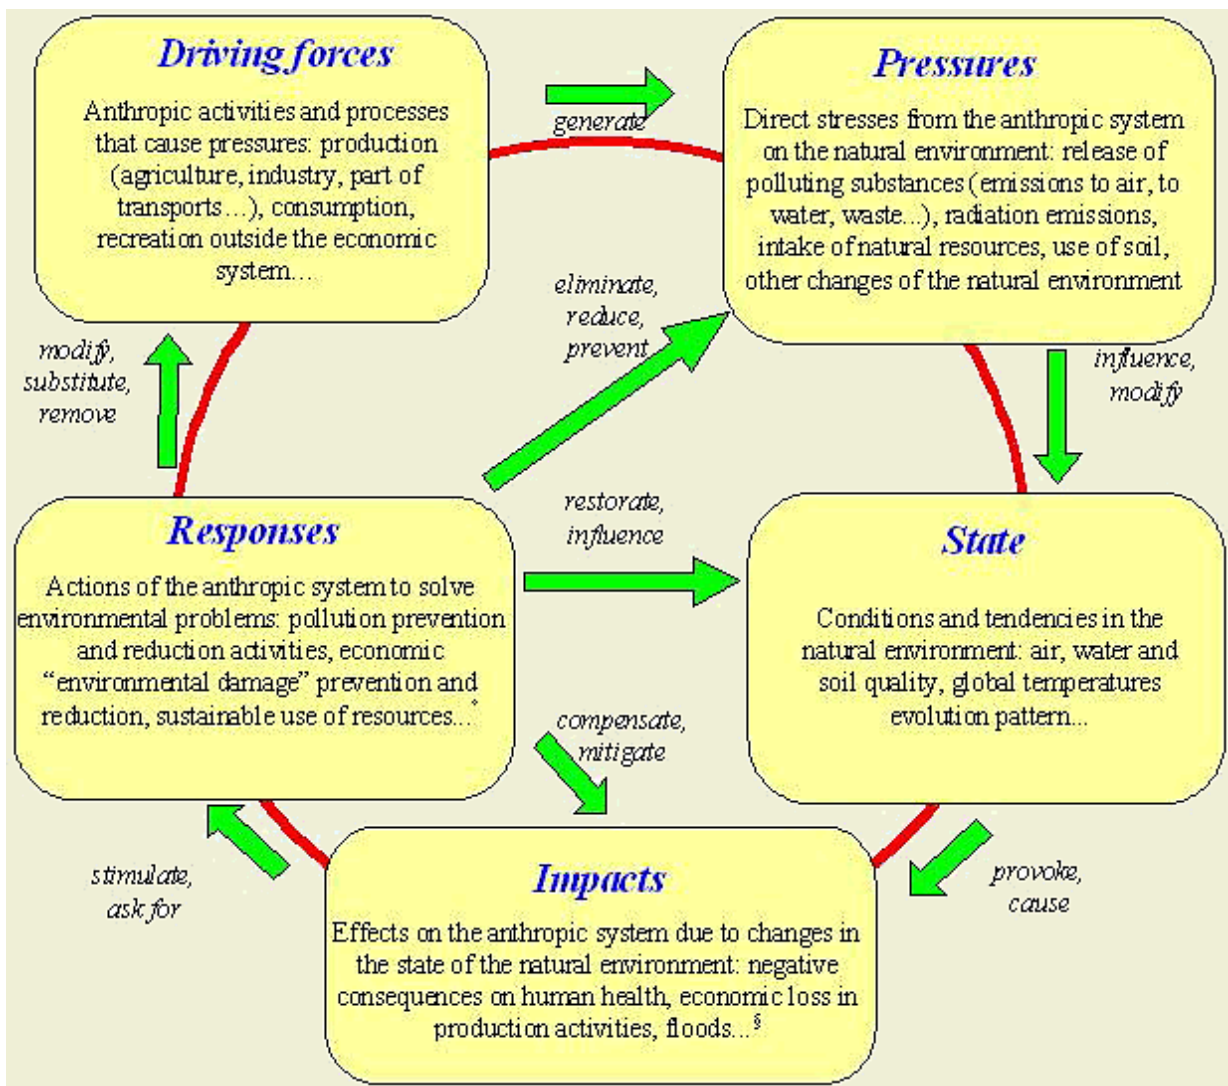 Driving forces
Anthropic activities and processes
that cause pressures: production
(agriculture, industry, part of
transports...), consumption,
recreation outside the economic
system...
generate
Pressures
Direct stresses from the anthropic system
on the natural environment: release of
polluting substances (emissions to air, to
water, waste...), radiation emissions,
intake of natural resources, use of soil,
other changes of the natural environment
modify,
substitute,
remove
eliminate,
reduce,
prevent
influence,
modify
Responses
Actions of the anthropic system to solve
environmental problems: pollution prevention
and reduction activities, economic
“environmental damage” prevention and
reduction, sustainable use of resources...°
restorate,
influence
State
Conditions and tendencies in the
natural environment: air, water and
soil quality, global temperatures
evolution pattern...
compensate,
mitigate
stimulate,
ask for
Impacts
Effects on the anthropic system due to changes in
the state of the natural environment: negative
consequences on human health, economic loss in
production activities, floods...§
provoke,
cause